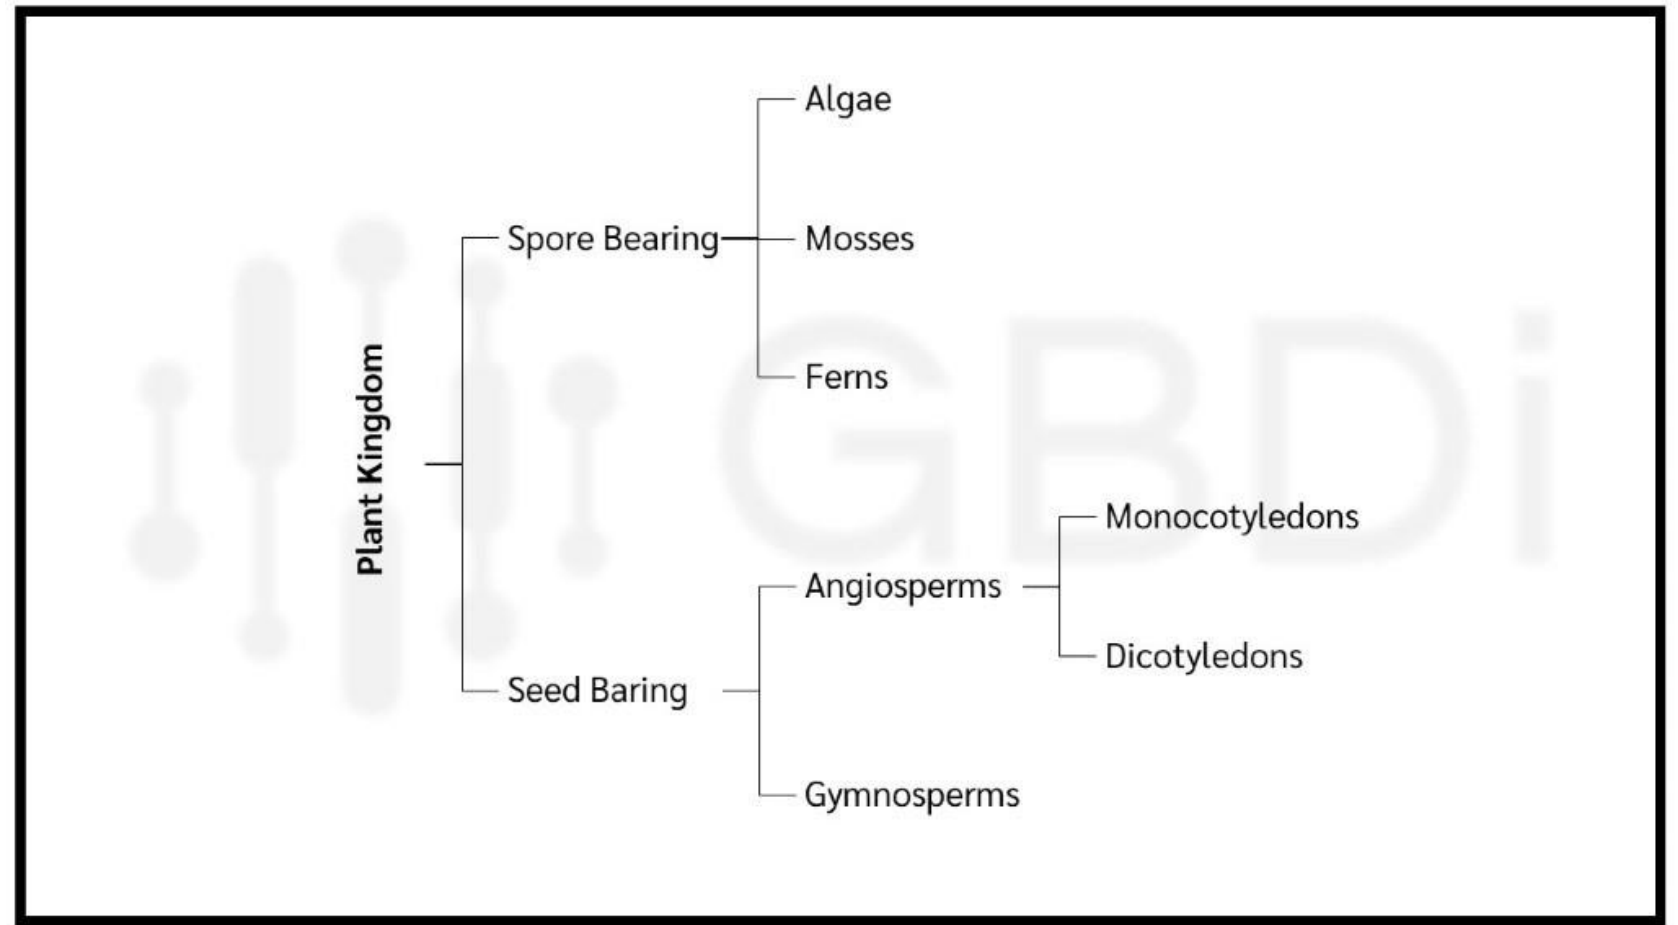 Plant Kingdom
Spore Bearing
Algae
Mosses
Ferns
Seed Baring
Angiosperms
Monocotyledons
Dicotyledons
Gymnosperms
GBDi